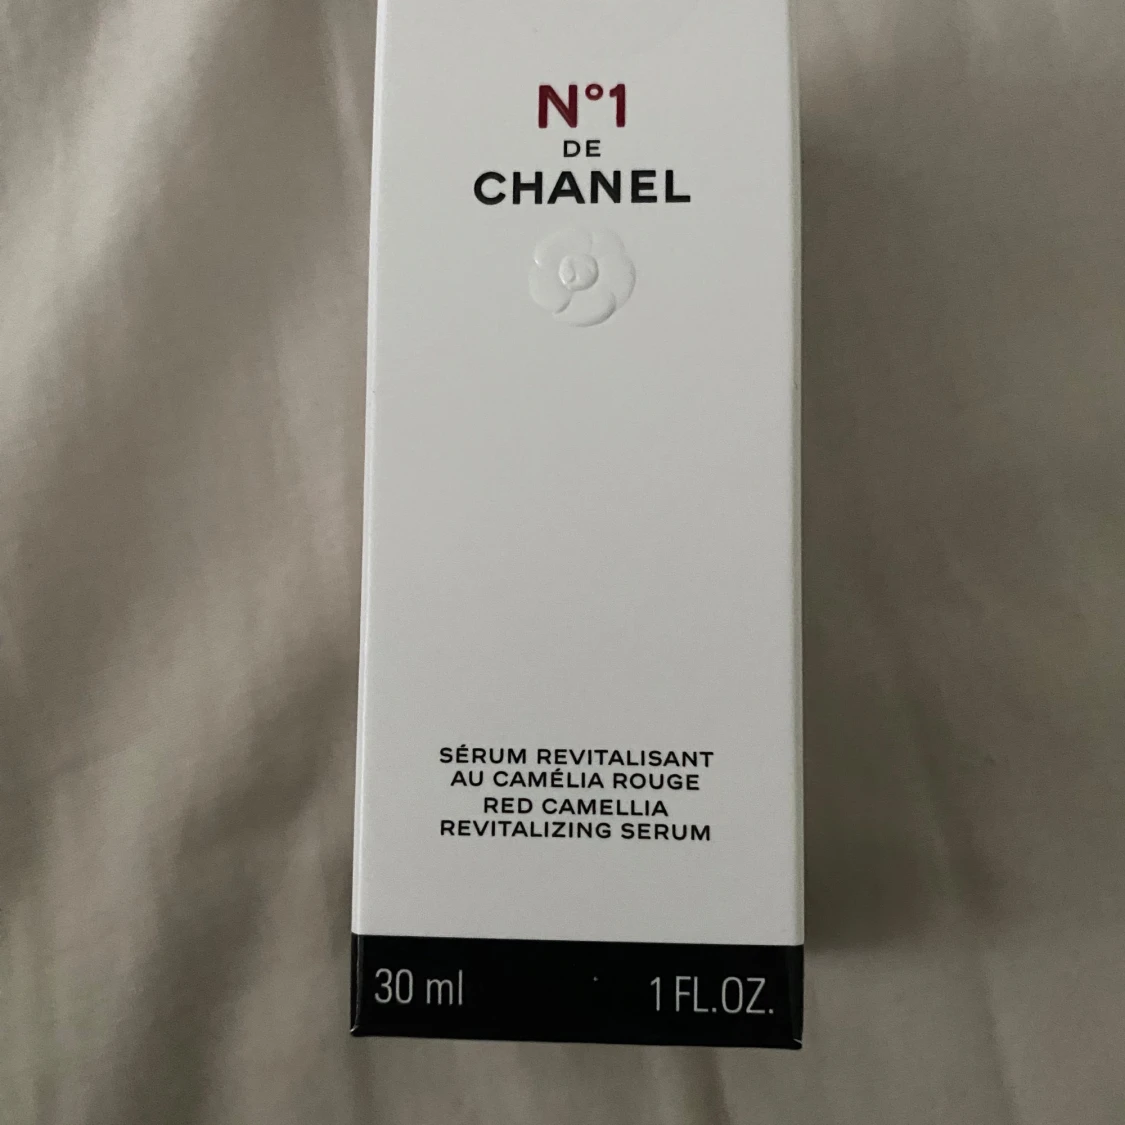 N°1
DE
CHANEL
SÉRUM REVITALISANT
AU CAMÉLIA ROUGE
RED CAMELLIA
REVITALIZING SERUM
30 ml 1 FL.OZ.